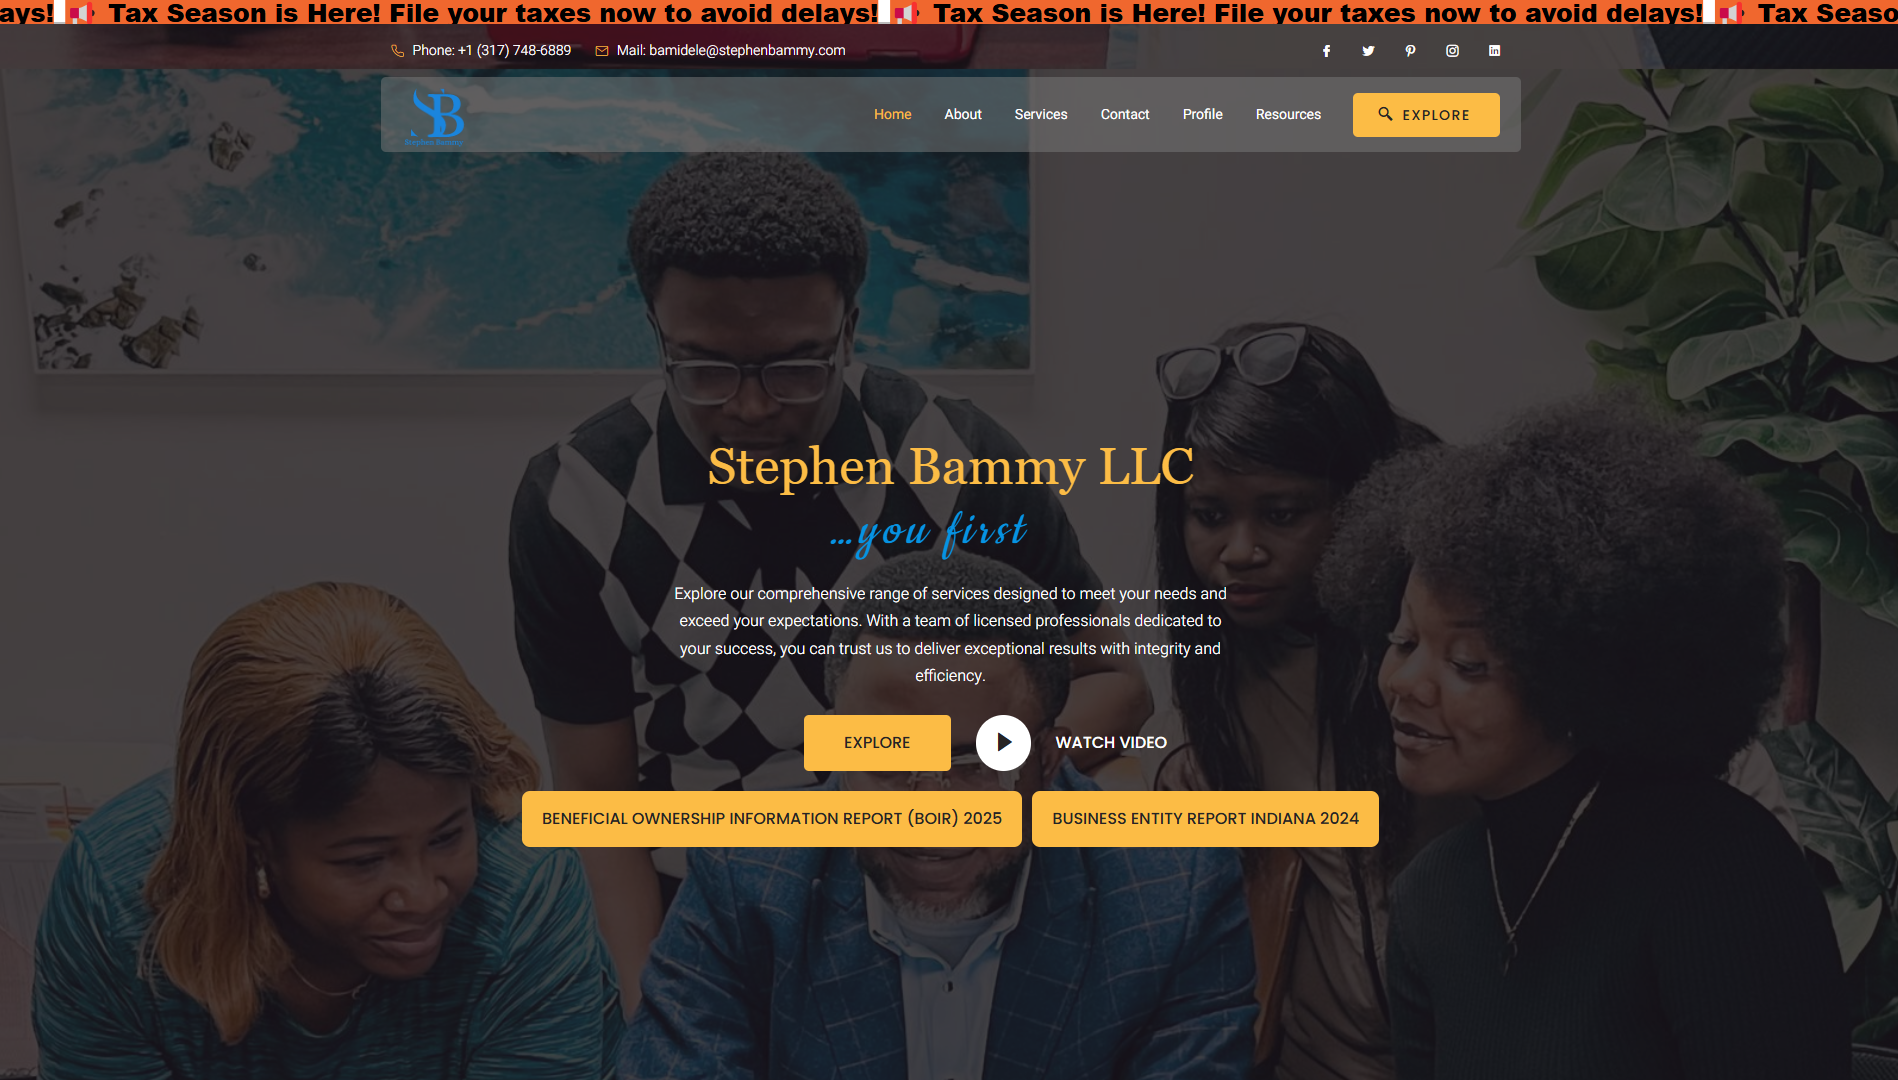 ays! Tax Season is Here! File your taxes now to avoid delays! Tax Season is Here! File your taxes now to avoid delays! Tax Seaso
Phone: +1 (317) 748-6889 Mail: bamidele@stephenbammy.com
SB
Stephen Bammy
Home About Services Contact Profile Resources EXPLORE
Stephen Bammy LLC
...you first
Explore our comprehensive range of services designed to meet your needs and
exceed your expectations. With a team of licensed professionals dedicated to
your success, you can trust us to deliver exceptional results with integrity and
efficiency.
EXPLORE WATCH VIDEO
BENEFICIAL OWNERSHIP INFORMATION REPORT (BOIR) 2025 BUSINESS ENTITY REPORT INDIANA 2024